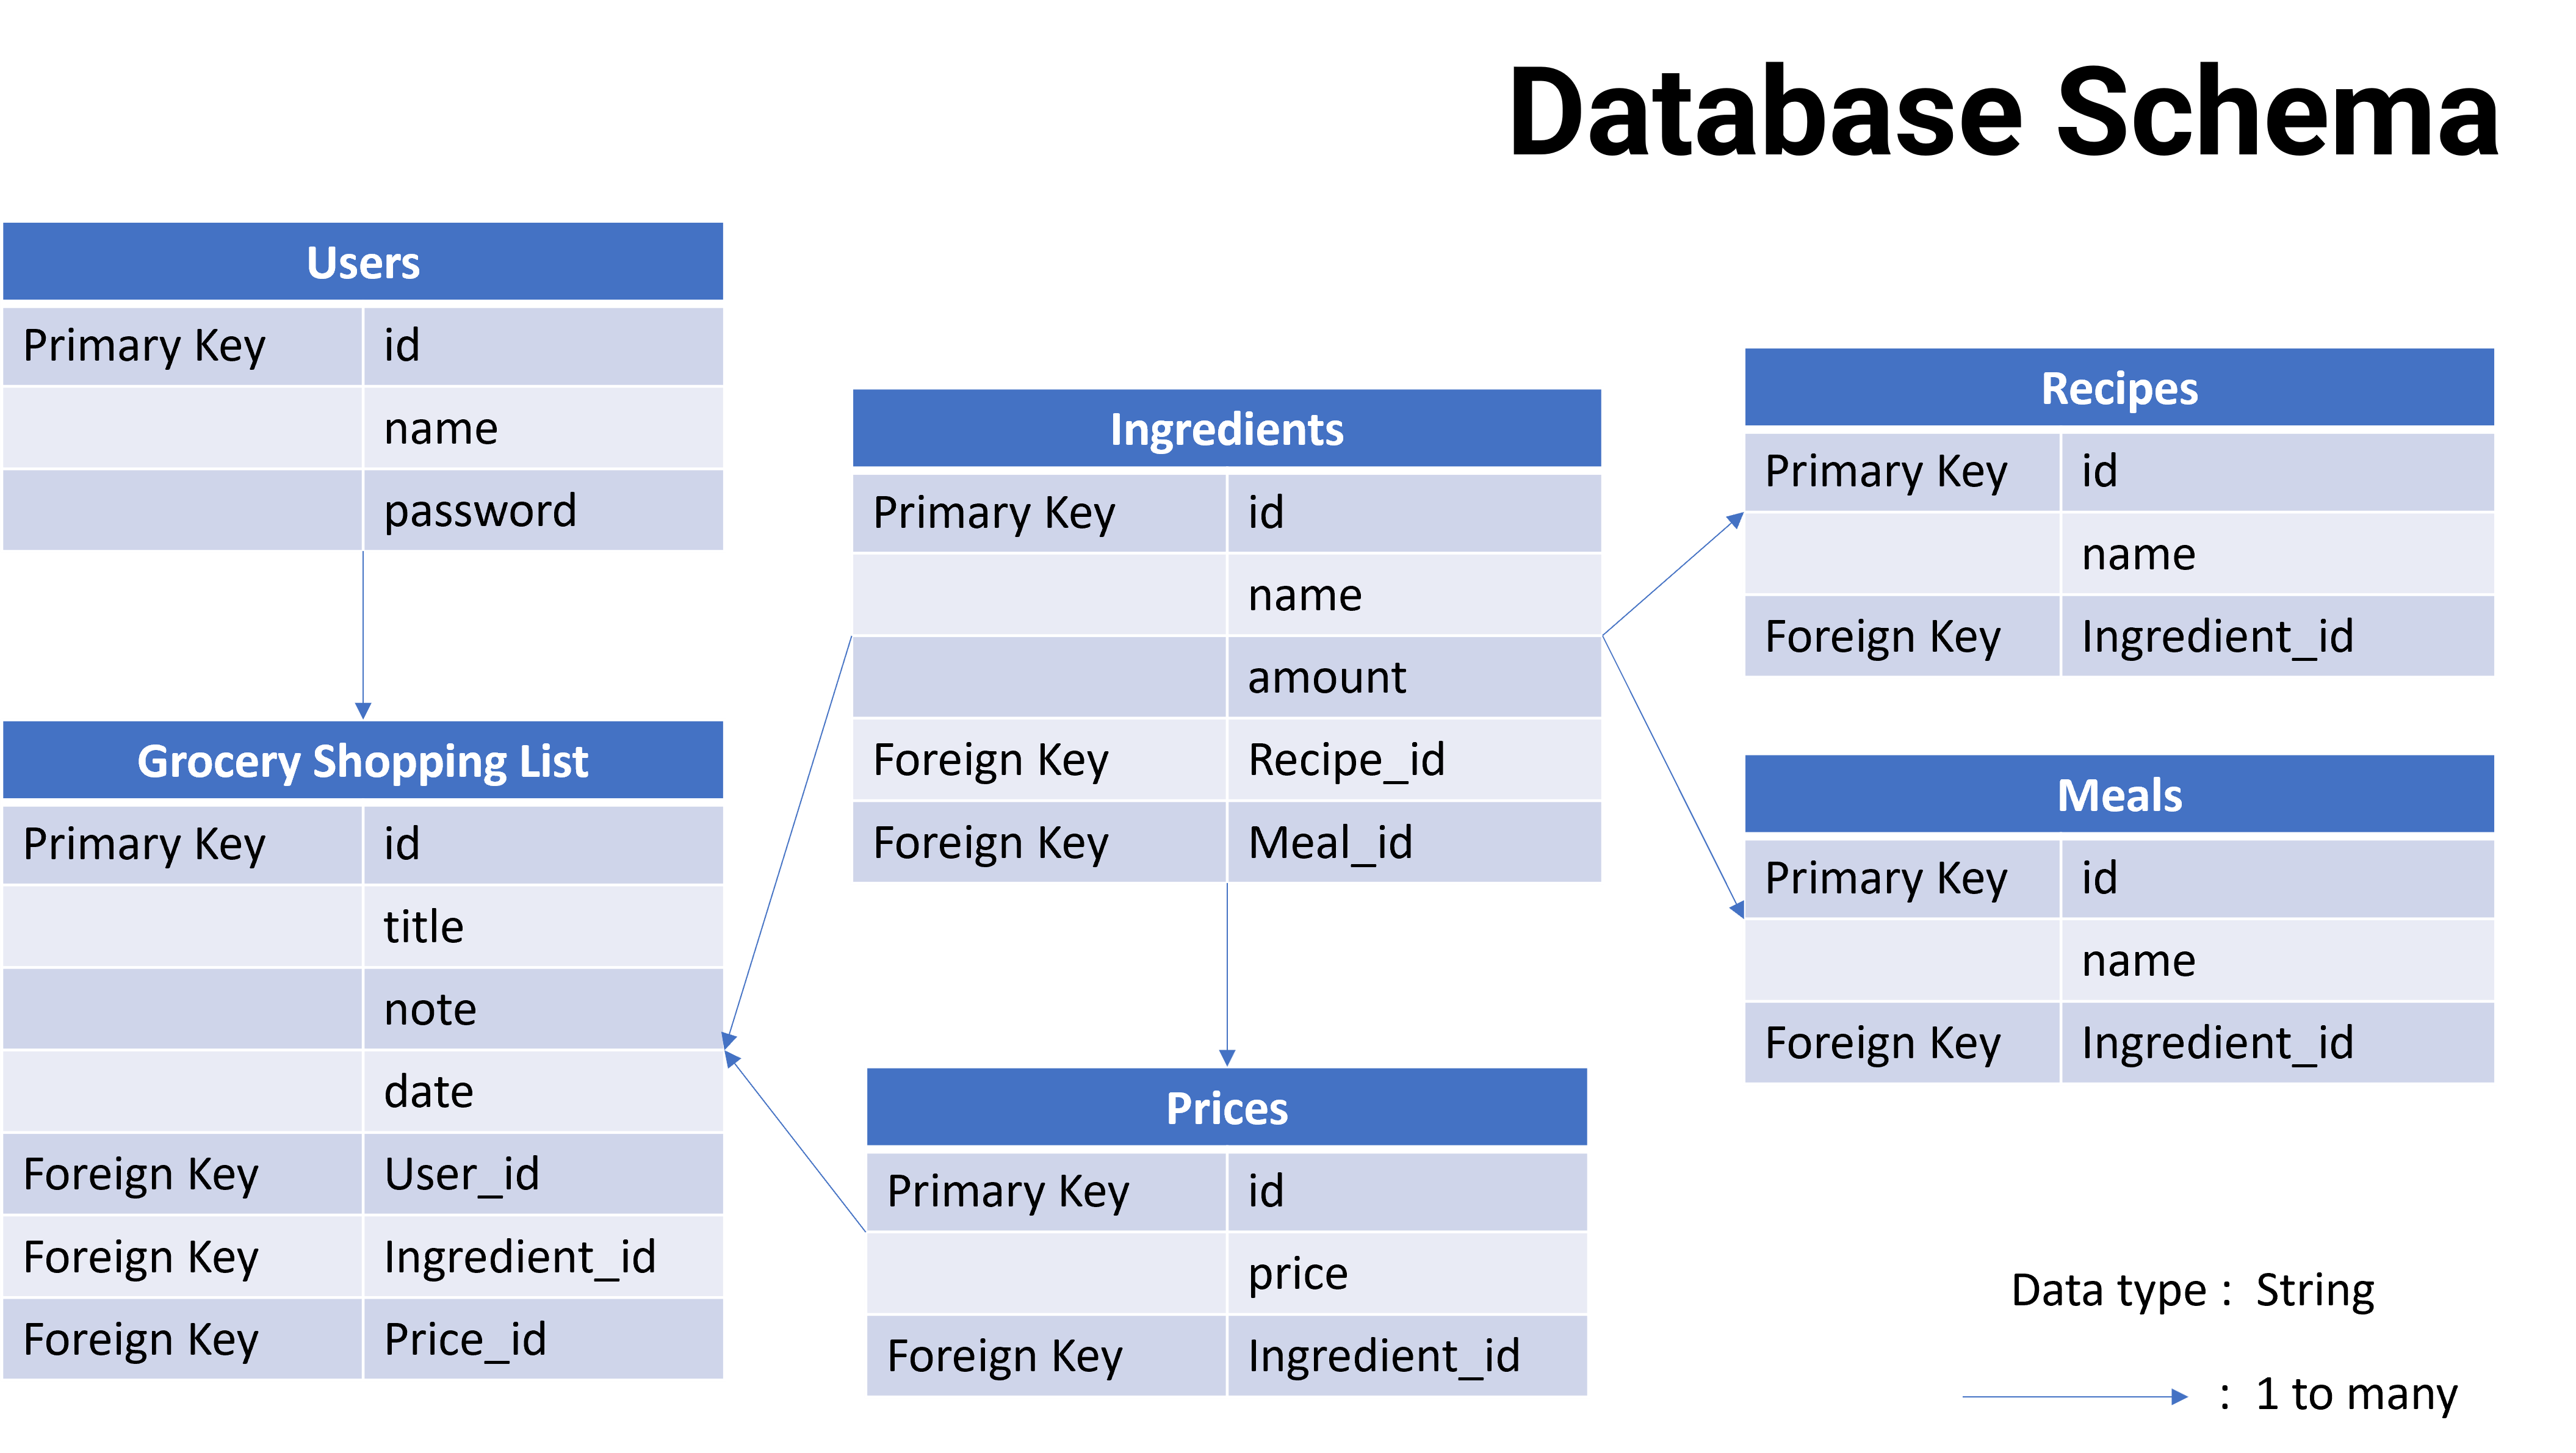 Database Schema
Users
Primary Key id
name
password
Grocery Shopping List
Primary Key id
title
note
date
Foreign Key User_id
Foreign Key Ingredient_id
Foreign Key Price_id
Ingredients
Primary Key id
name
amount
Foreign Key Recipe_id
Foreign Key Meal_id
Prices
Primary Key id
price
Foreign Key Ingredient_id
Recipes
Primary Key id
name
Foreign Key Ingredient_id
Meals
Primary Key id
name
Foreign Key Ingredient_id
Data type : String
: 1 to many